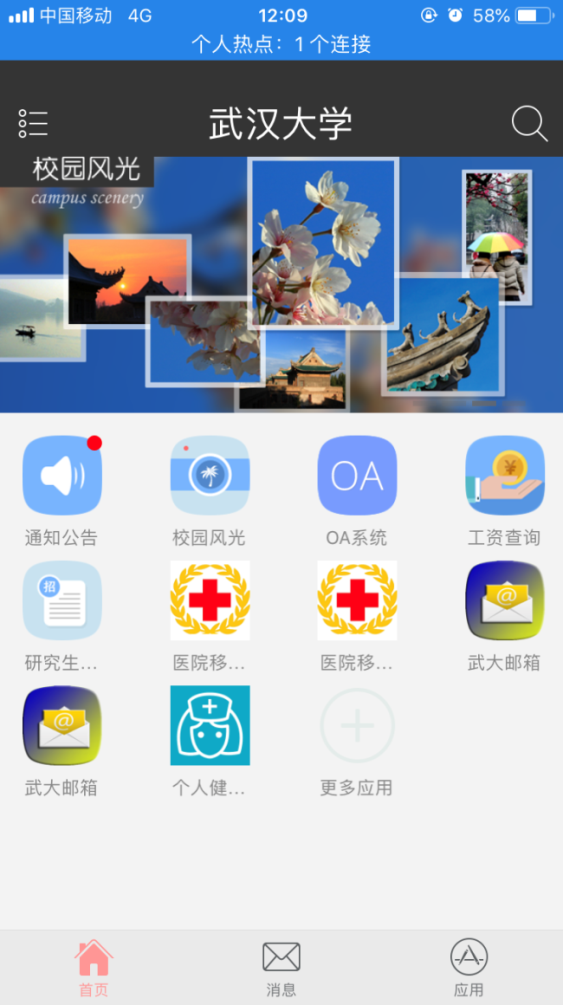 中国移动 4G 12:09 58%
个人热点：1 个连接
武汉大学
校园风光
campus scenery
OA
¥
通知公告 校园风光 OA系统 工资查询
招
@
研究生... 医院移... 医院移... 武大邮箱
@
武大邮箱 个人健... 更多应用
首页 消息 应用